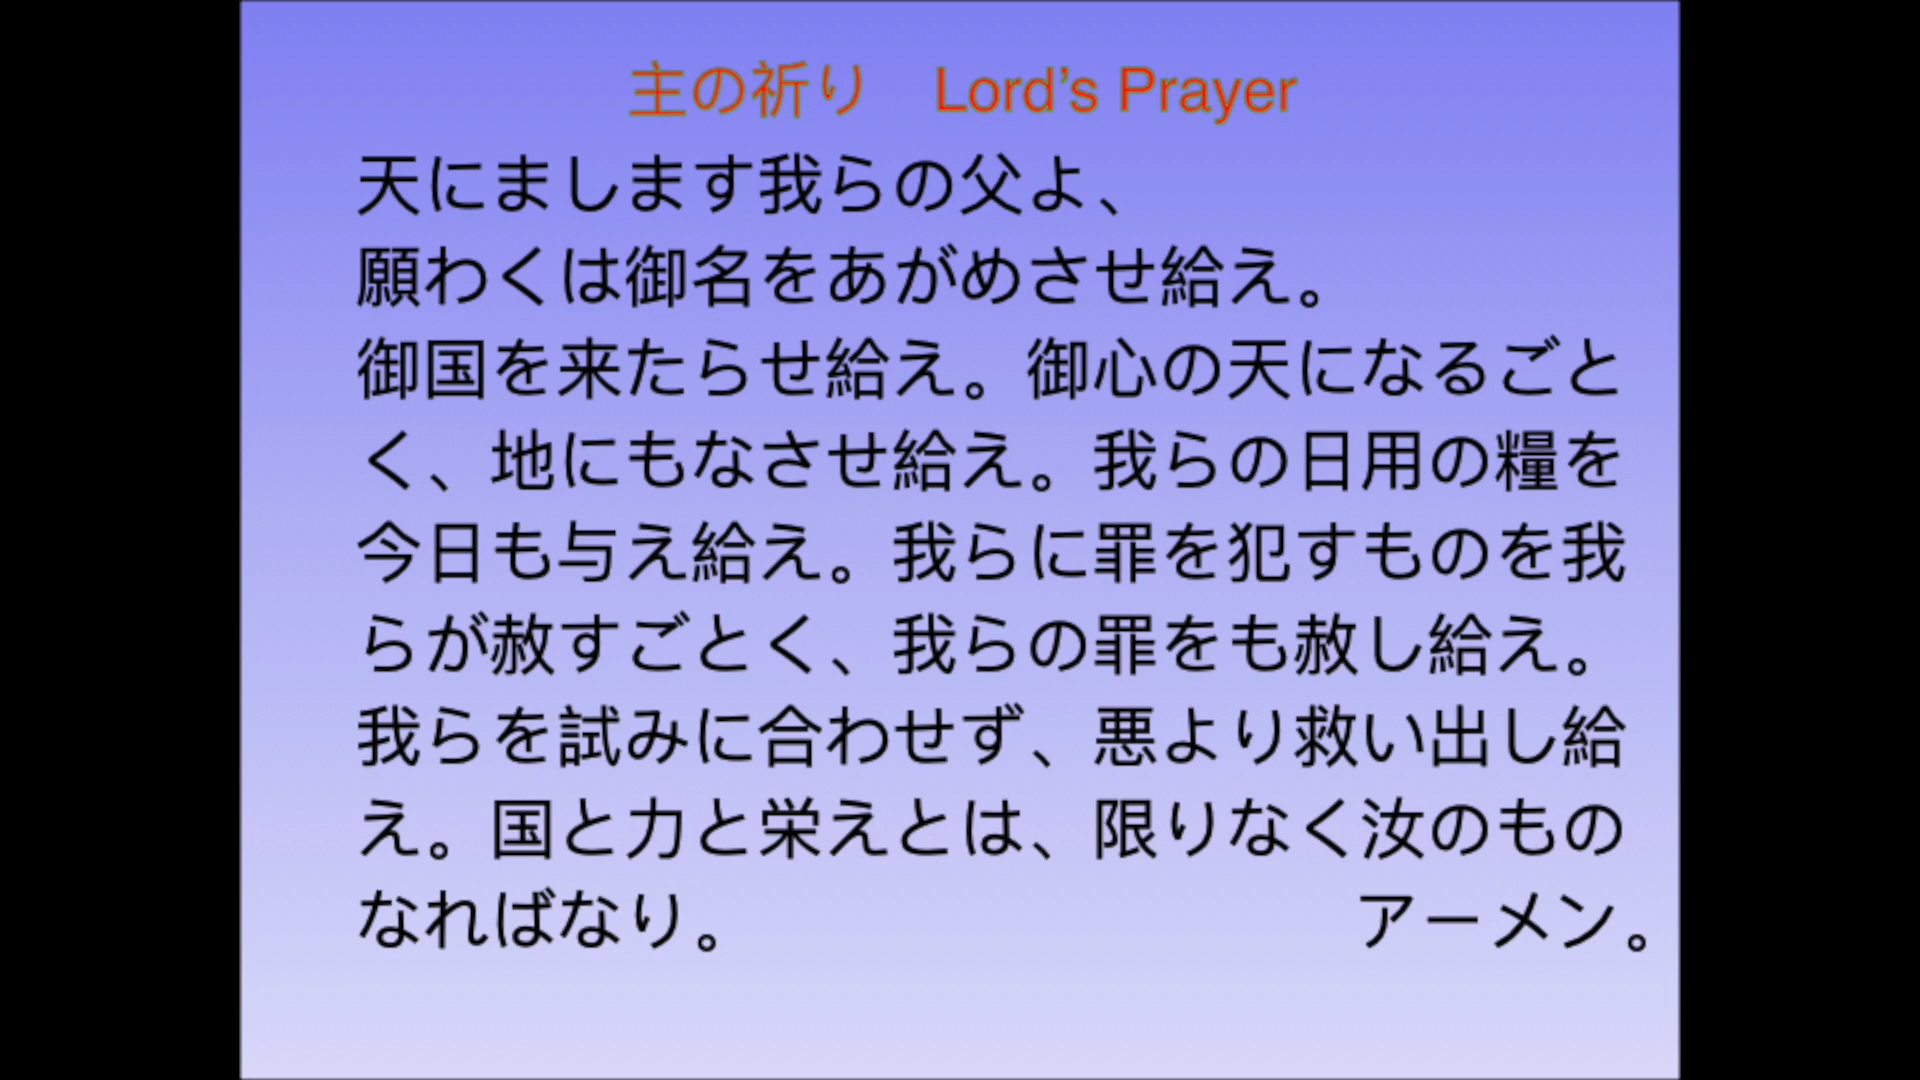 主の祈り　Lord’s Prayer
天にまします我らの父よ、
願わくは御名をあがめさせ給え。
御国を来たらせ給え。御心の天になるごと
く、地にもなさせ給え。我らの日用の糧を
今日も与え給え。我らに罪を犯すものを我
らが赦すごとく、我らの罪をも赦し給え。
我らを試みに合わせず、悪より救い出し給
え。国と力と栄えとは、限りなく汝のもの
なればなり。　アーメン。